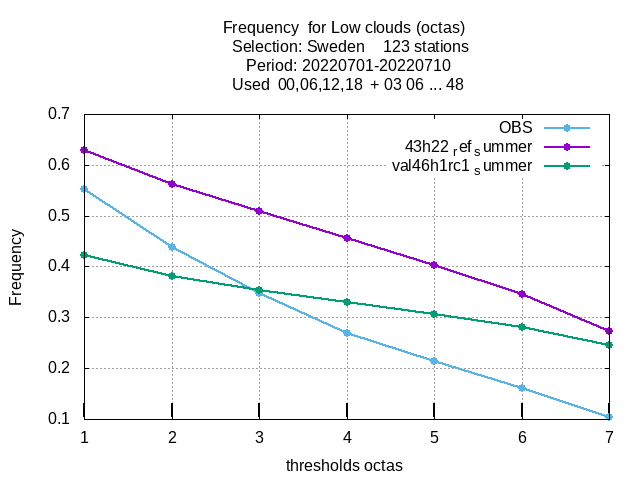 Frequency  for Low clouds (octas)
Selection: Sweden    123 stations
Period: 20220701-20220710
Used  00,06,12,18  + 03 06 ... 48
OBS
43h22_ref_summer
val46h1rc1_summer
Frequency
0.7
0.6
0.5
0.4
0.3
0.2
0.1
1 2 3 4 5 6 7
thresholds octas